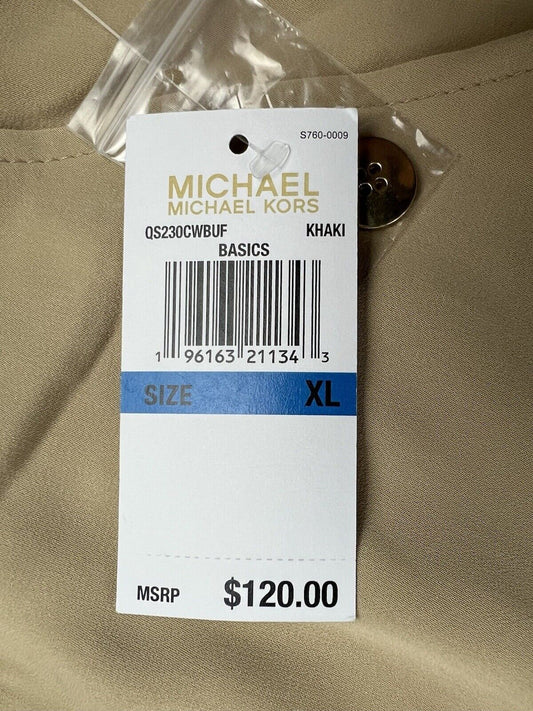 S760-0009
MICHAEL
MICHAEL KORS
QS230CWBUF KHAKI
BASICS
1 96163 21134 3
SIZE XL
MSRP $120.00